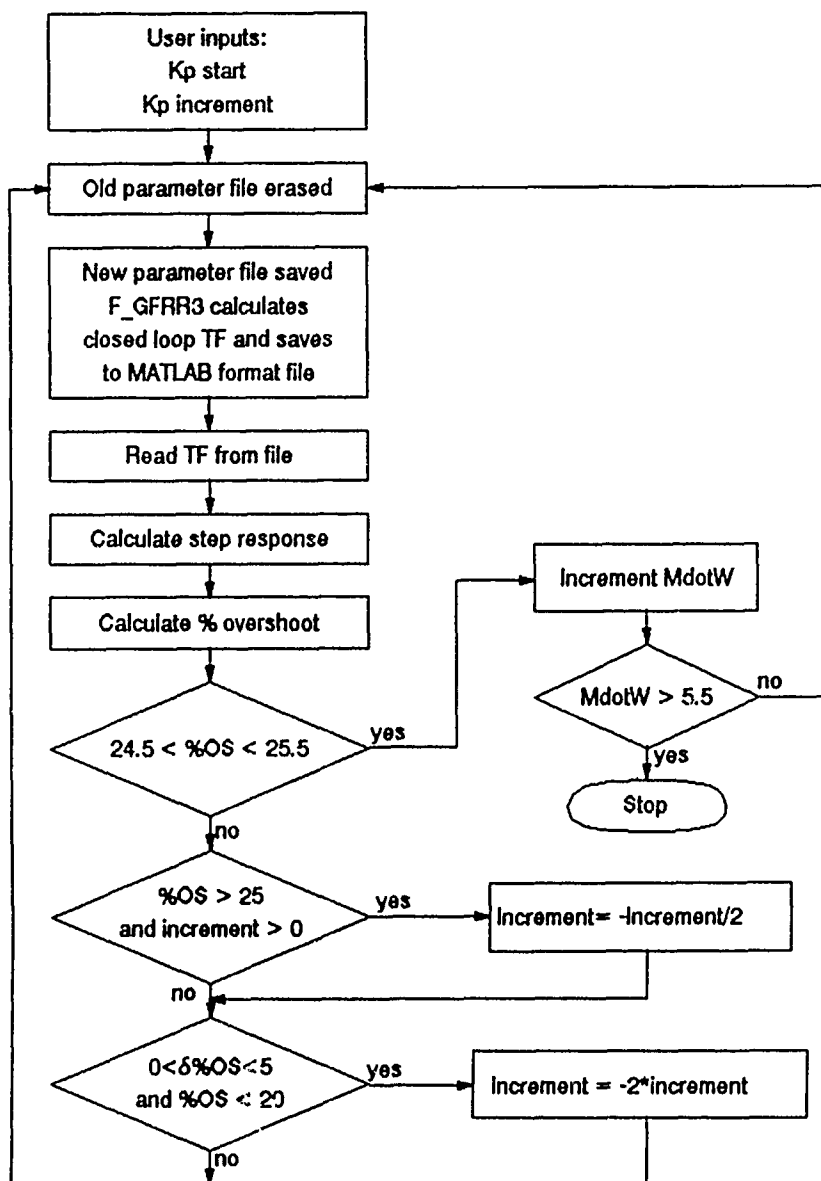 User inputs:
Kp start
Kp increment
Old parameter file erased
New parameter file saved
F_GFRR3 calculates
closed loop TF and saves
to MATLAB format file
Read TF from file
Calculate step response
Calculate % overshoot
24.5 < %OS < 25.5
yes
no
Increment MdotW
MdotW > 5.5
no
yes
Stop
%OS > 25
and increment > 0
yes
no
Increment= -Increment/2
0<δ%OS<5
and %OS < 20
yes
no
Increment = -2*increment